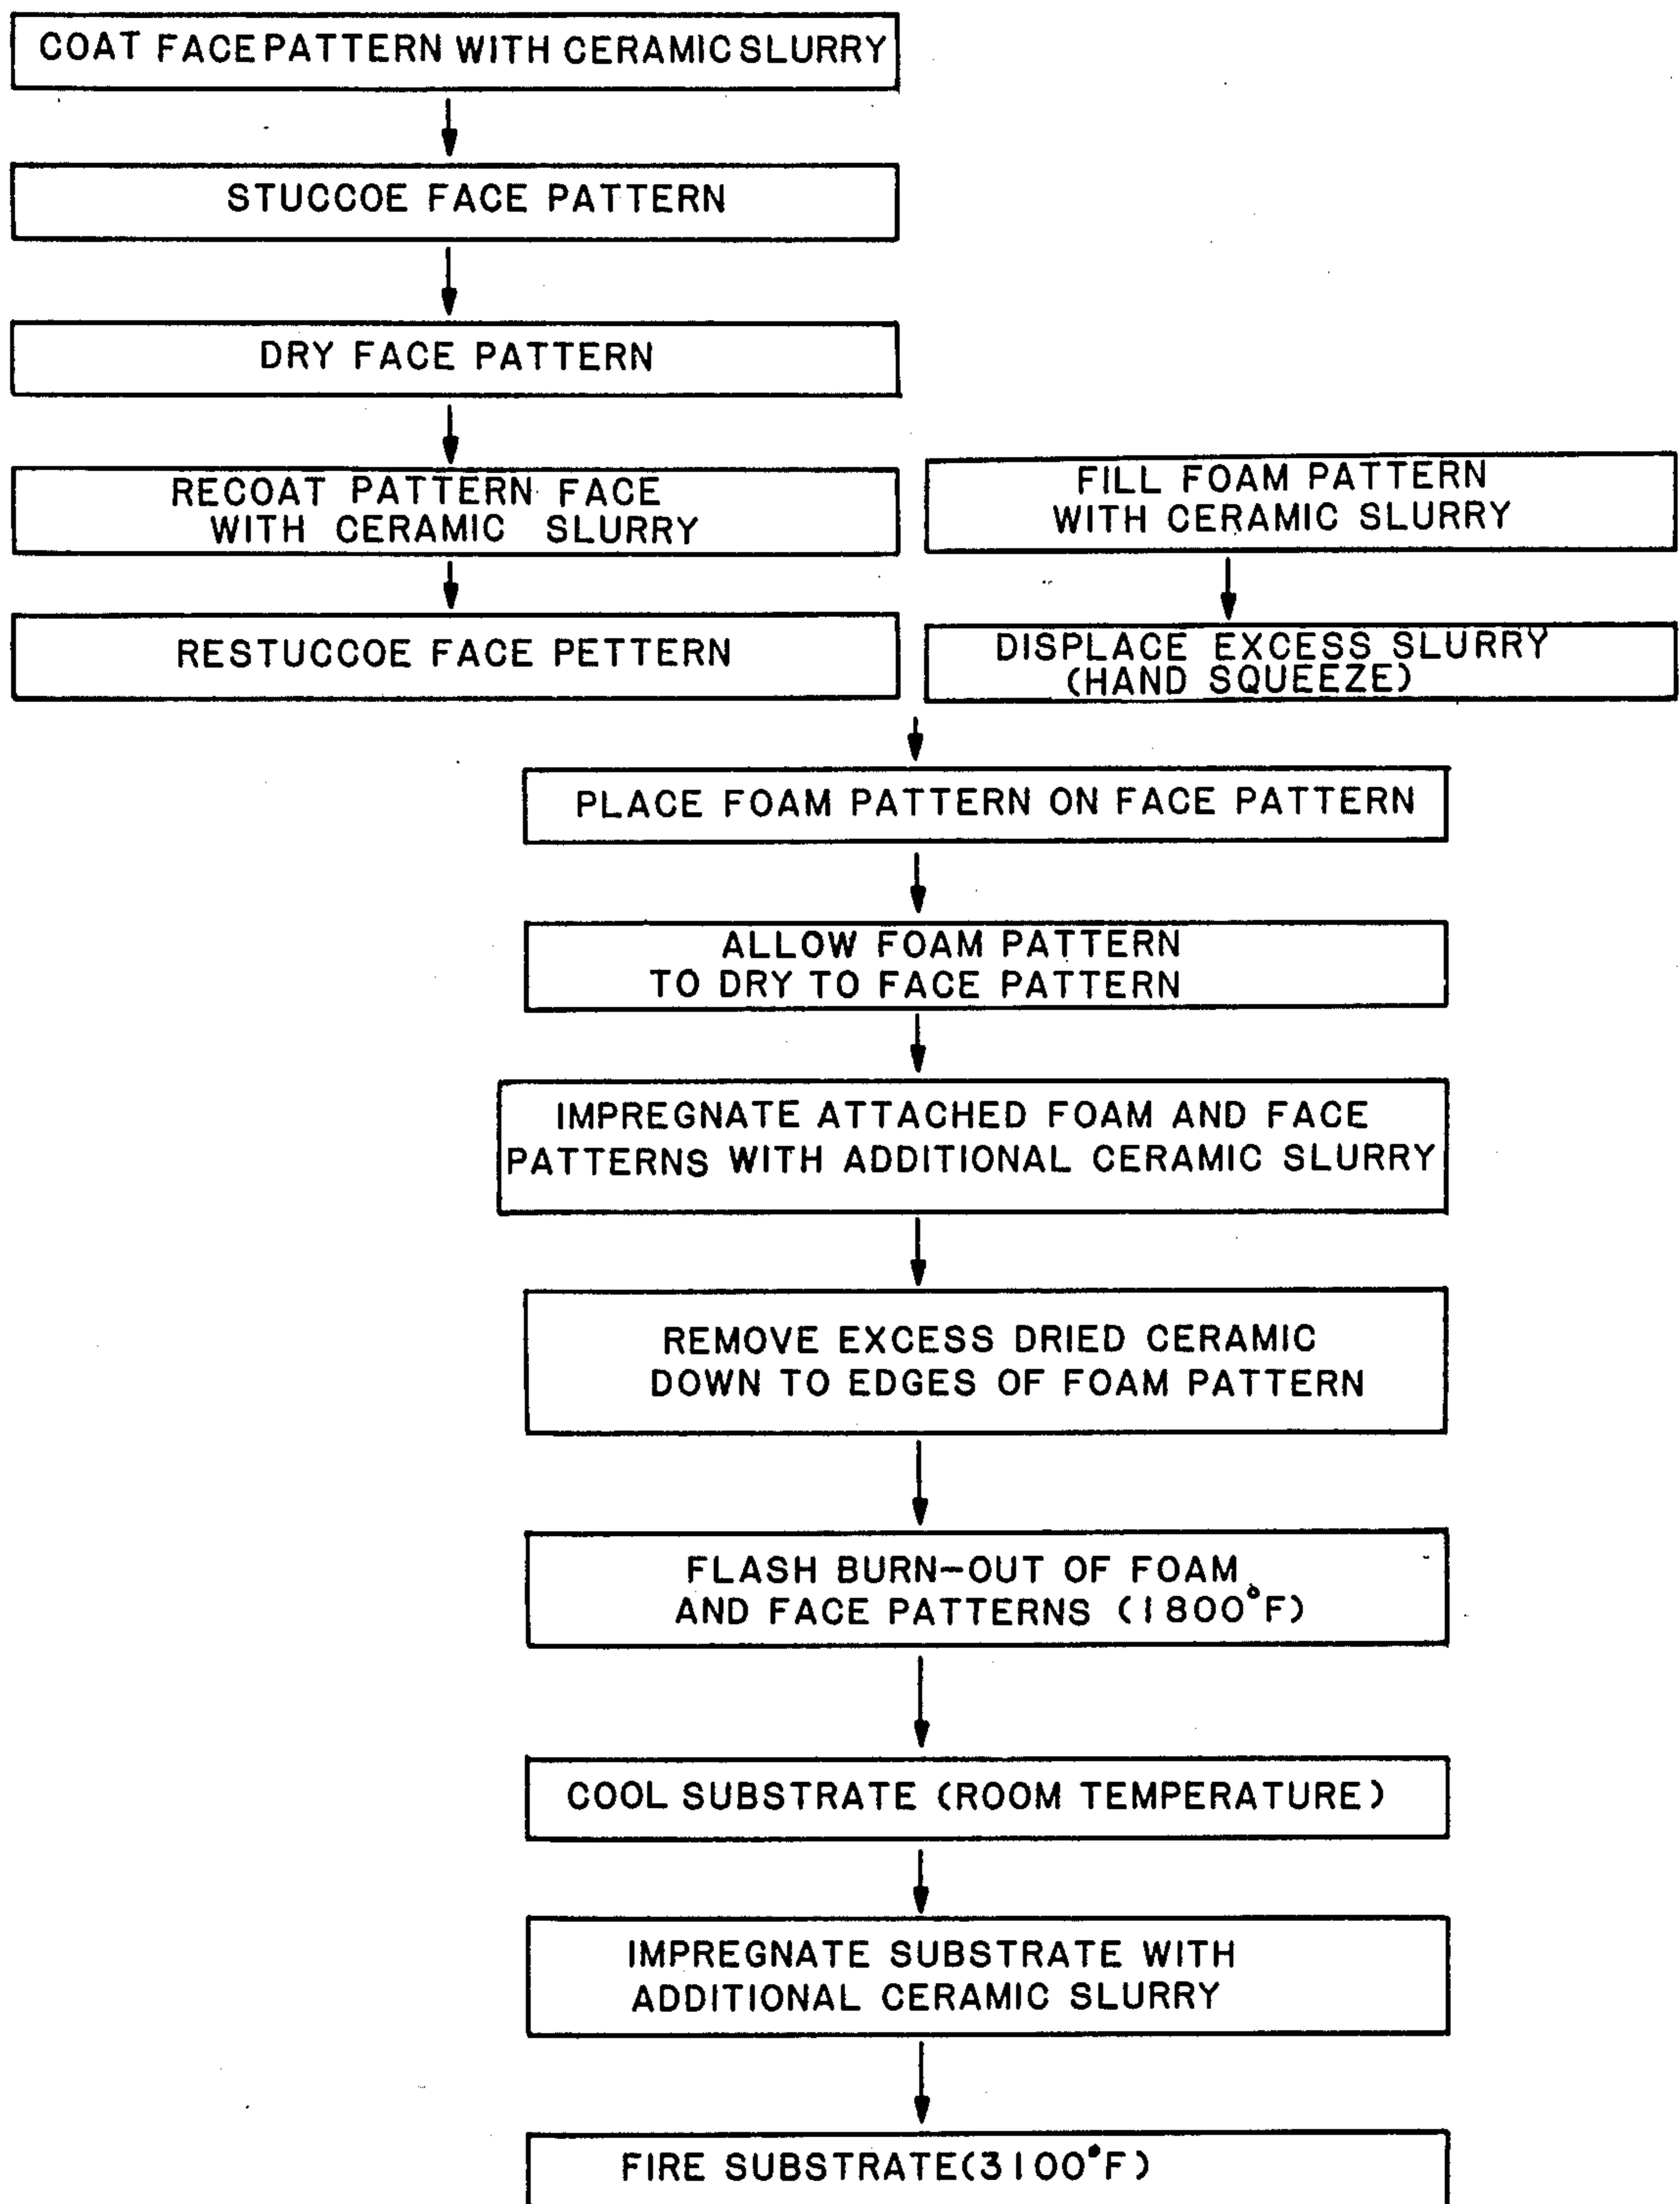 COAT FACE PATTERN WITH CERAMIC SLURRY
STUCCOE FACE PATTERN
DRY FACE PATTERN
RECOAT PATTERN FACE
WITH CERAMIC SLURRY
RESTUCCOE FACE PETTERN
FILL FOAM PATTERN
WITH CERAMIC SLURRY
DISPLACE EXCESS SLURRY
(HAND SQUEEZE)
PLACE FOAM PATTERN ON FACE PATTERN
ALLOW FOAM PATTERN
TO DRY TO FACE PATTERN
IMPREGNATE ATTACHED FOAM AND FACE
PATTERNS WITH ADDITIONAL CERAMIC SLURRY
REMOVE EXCESS DRIED CERAMIC
DOWN TO EDGES OF FOAM PATTERN
FLASH BURN-OUT OF FOAM
AND FACE PATTERNS (1800°F)
COOL SUBSTRATE (ROOM TEMPERATURE)
IMPREGNATE SUBSTRATE WITH
ADDITIONAL CERAMIC SLURRY
FIRE SUBSTRATE(3100°F)